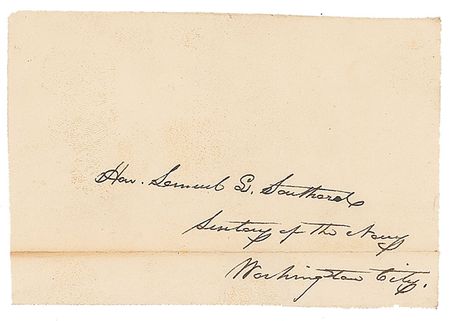 Hon. Samuel L. Southard
Secretary of the Navy
Washington City.